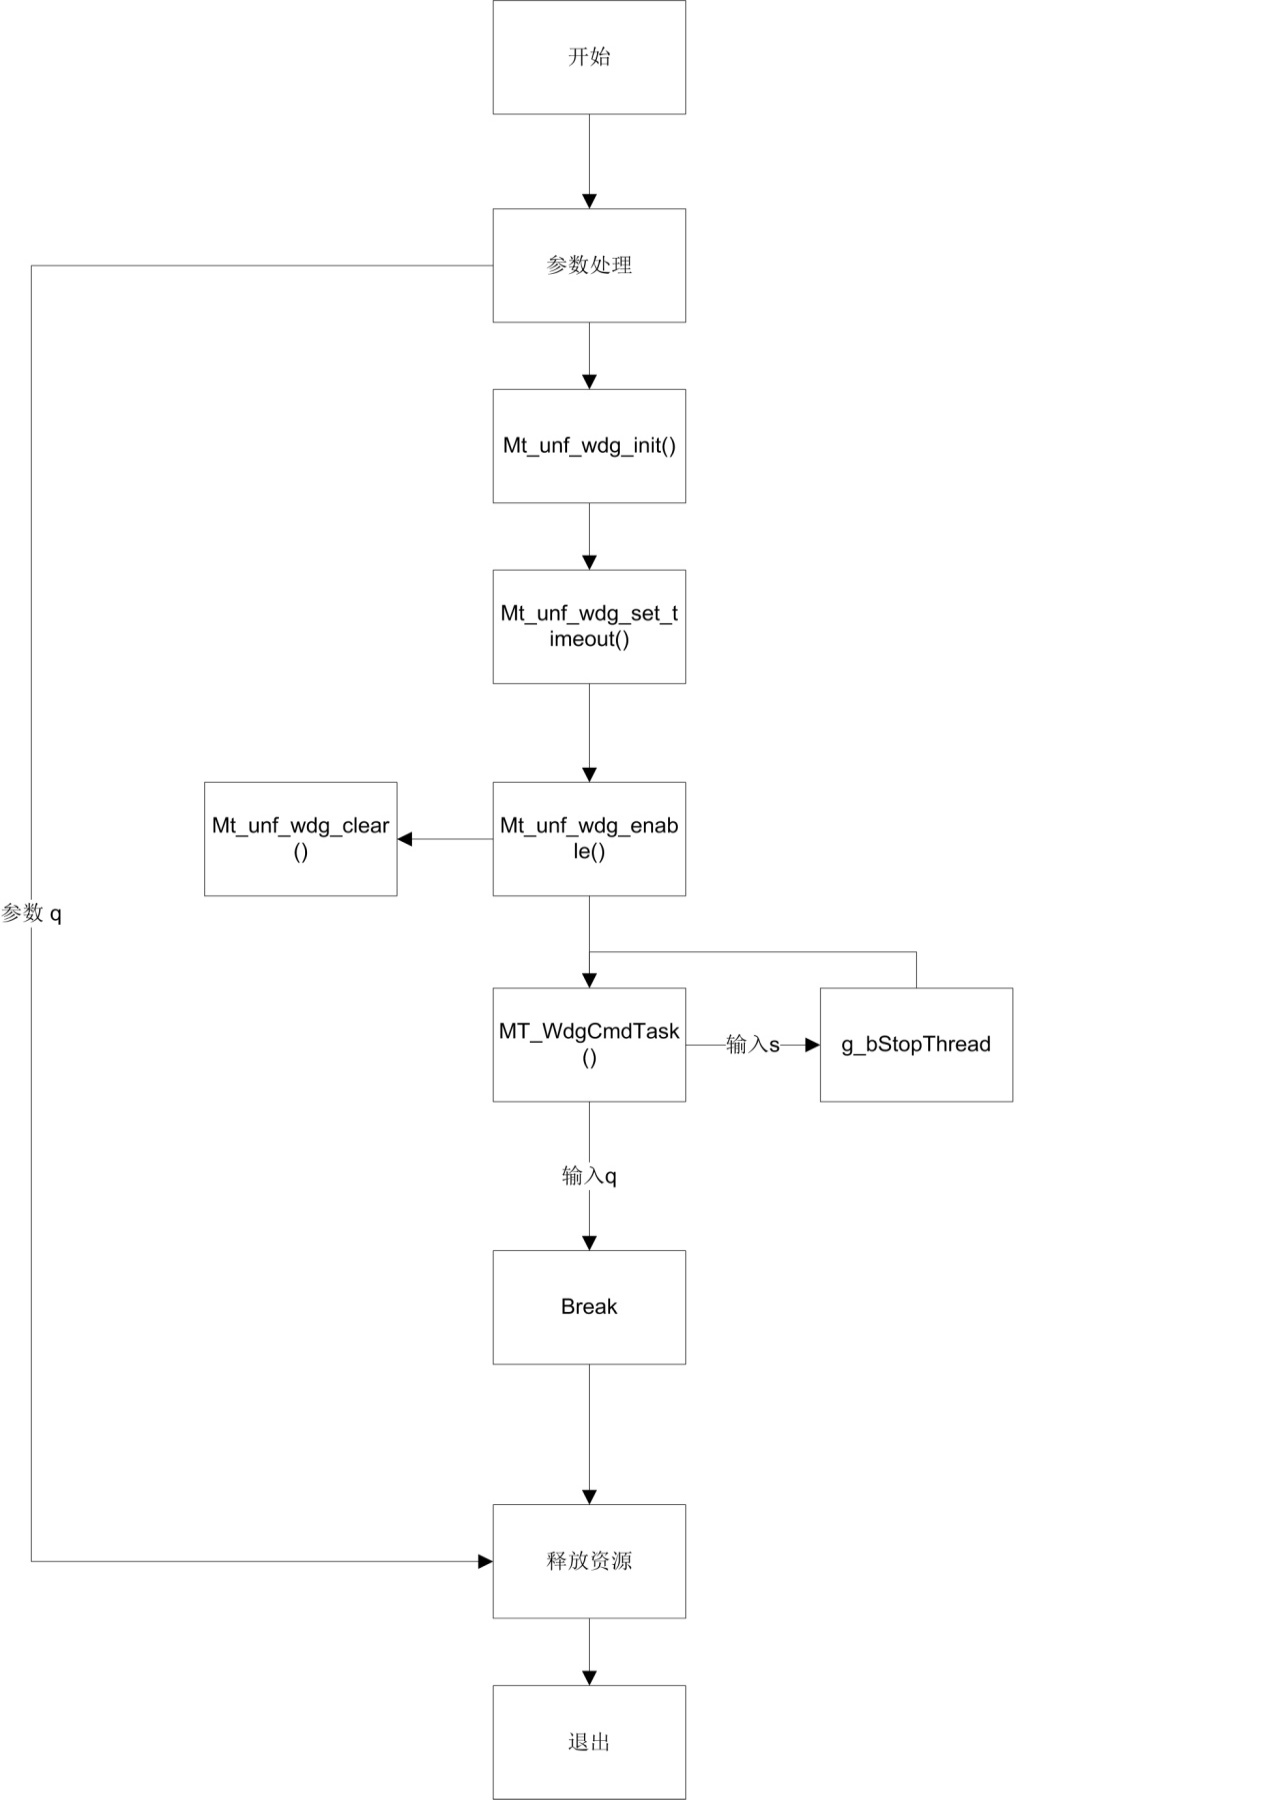 开始
参数处理
Mt_unf_wdg_init()
Mt_unf_wdg_set_t
imeout()
Mt_unf_wdg_clear
()
Mt_unf_wdg_enab
le()
参数 q
MT_WdgCmdTask
()
输入s
g_bStopThread
输入q
Break
释放资源
退出